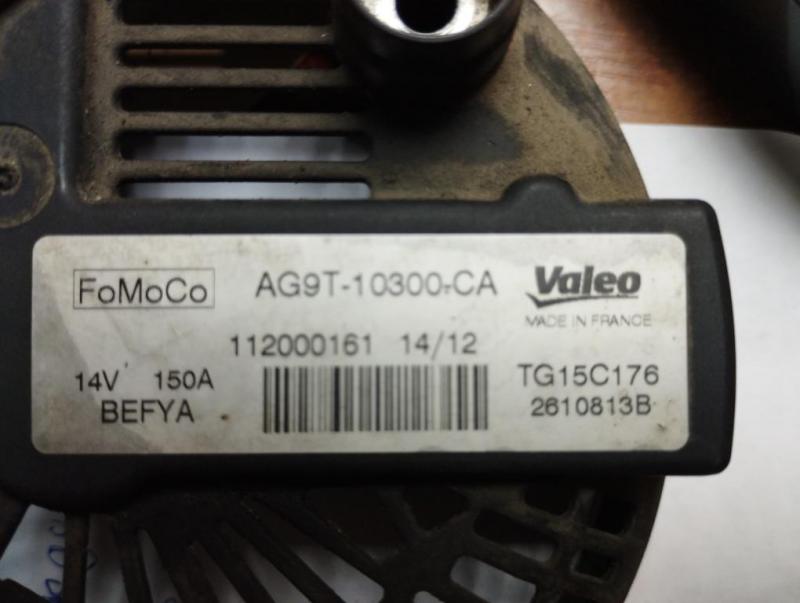 FoMoCo AG9T-10300-CA Valeo
MADE IN FRANCE
112000161 14/12
14V 150A TG15C176
BEFYA 2610813B